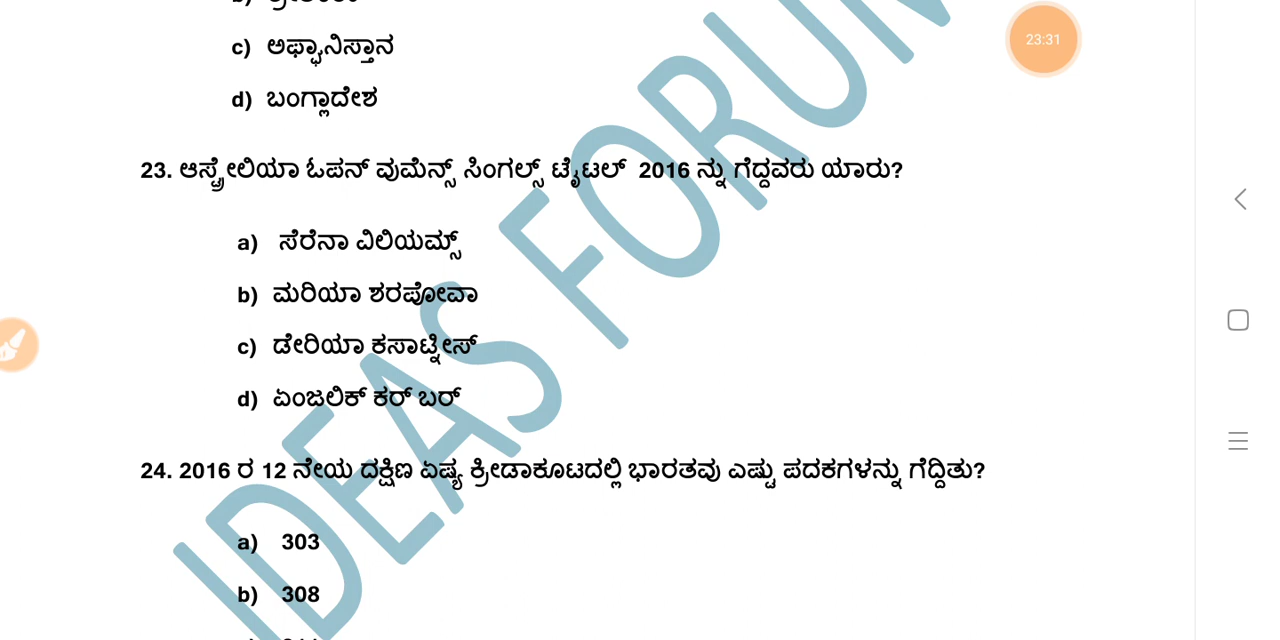 c) ಅಫ್ಘಾನಿಸ್ತಾನ
23:31
d) ಬಂಗ್ಲಾದೇಶ
23. ಆಸ್ಟ್ರೇಲಿಯಾ ಓಪನ್ ವುಮೆನ್ಸ್ ಸಿಂಗಲ್ಸ್ ಟೈಟಲ್ 2016 ನ್ನು ಗೆದ್ದವರು ಯಾರು?
a) ಸೆರೆನಾ ವಿಲಿಯಮ್ಸ್
b) ಮರಿಯಾ ಶರಪೋವಾ
c) ಡೇರಿಯಾ ಕಸಾಟ್ನೀಸ್
d) ಏಂಜಲಿಕ್ ಕರ್ ಬರ್
24. 2016 ರ 12 ನೇಯ ದಕ್ಷಿಣ ಏಷ್ಯ ಕ್ರೀಡಾಕೂಟದಲ್ಲಿ ಭಾರತವು ಎಷ್ಟು ಪದಕಗಳನ್ನು ಗೆದ್ದಿತು?
a) 303
b) 308
IDEAS FORUM